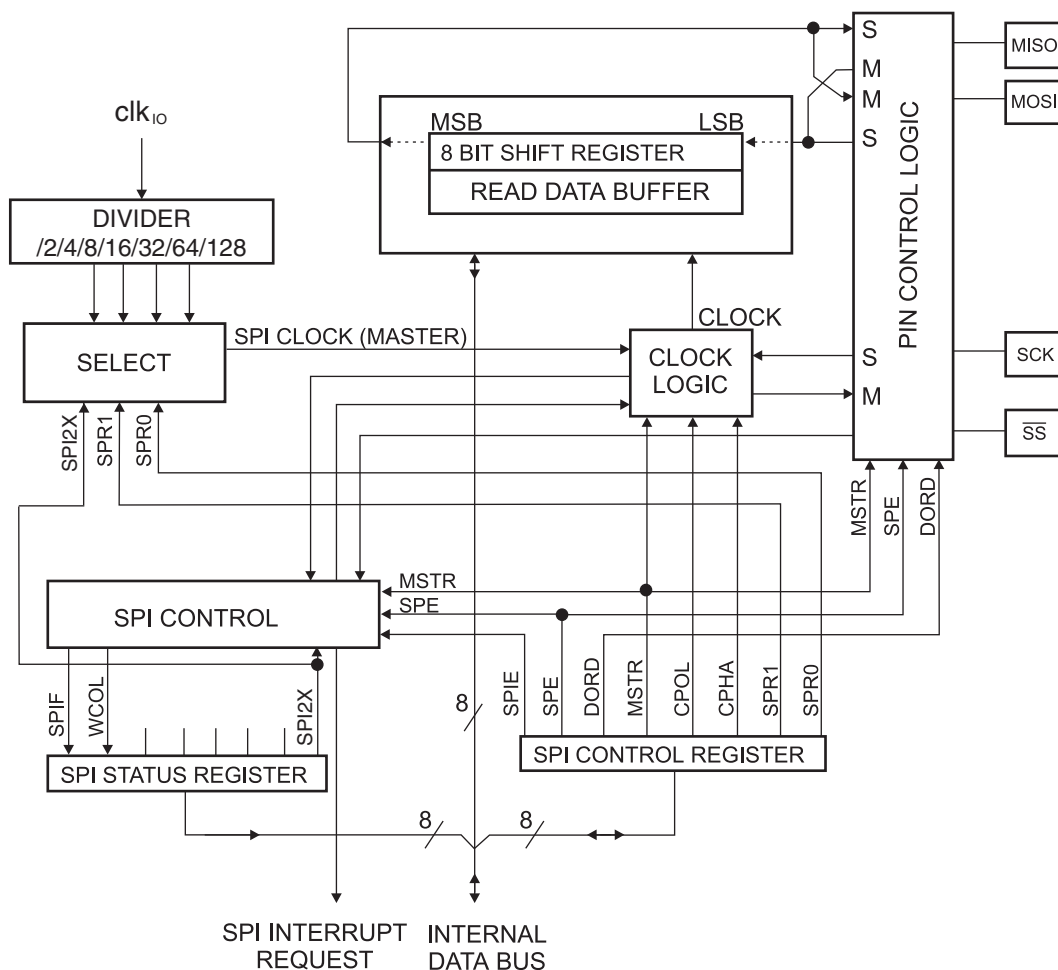 S
MISO
M
clk IO
M
MOSI
MSB
LSB
S
8 BIT SHIFT REGISTER
READ DATA BUFFER
DIVIDER
/2/4/8/16/32/64/128
PIN CONTROL LOGIC
SPI CLOCK (MASTER)
CLOCK
SELECT
CLOCK
LOGIC
S
SCK
M
SS
SPI2X
SPR1
SPR0
MSTR
SPE
DORD
MSTR
SPE
SPI CONTROL
SPIF
WCOL
SPI2X
8
SPIE
SPE
DORD
MSTR
CPOL
CPHA
SPR1
SPR0
SPI STATUS REGISTER
SPI CONTROL REGISTER
8
8
SPI INTERRUPT
REQUEST
INTERNAL
DATA BUS